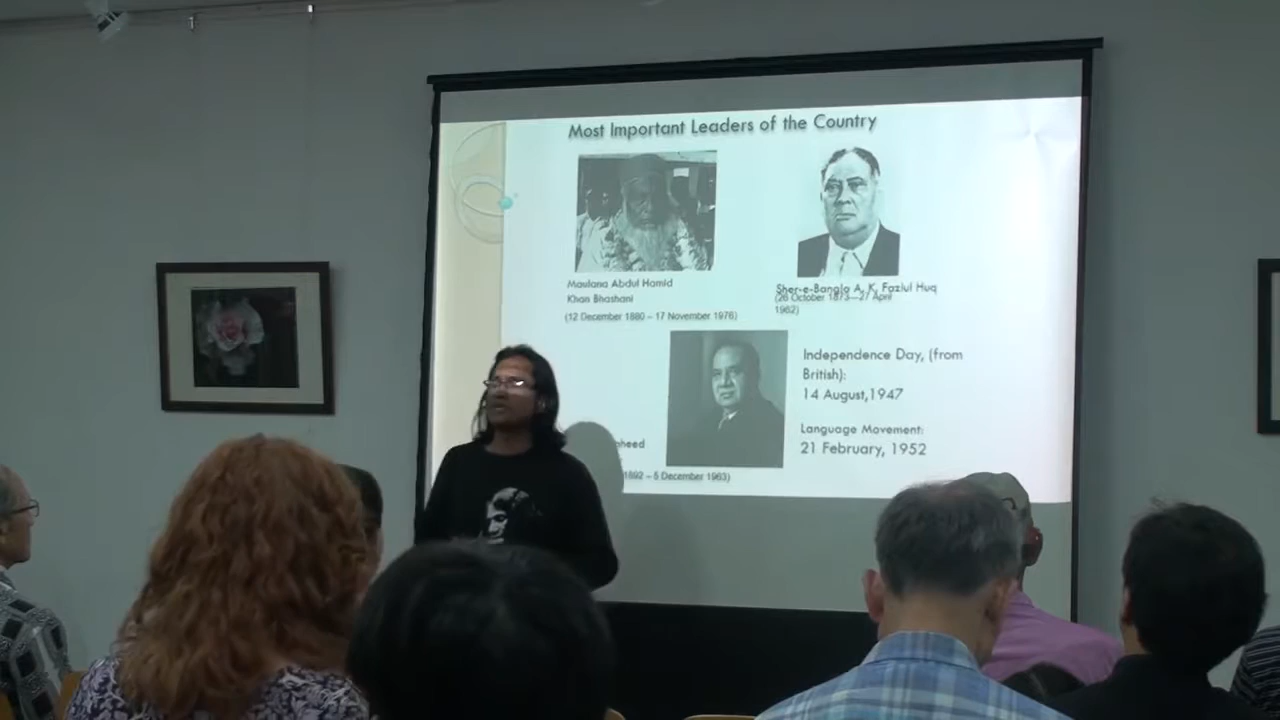 Most Important Leaders of the Country
Maulana Abdul Hamid
Khan Bhashani
(12 December 1880 – 17 November 1976)
Sher-e-Bangla A. K. Fazlul Huq
(26 October 1873—27 April
1962)
Independence Day, (from
British):
14 August,1947
Language Movement:
21 February, 1952
heed
1892 – 5 December 1963)